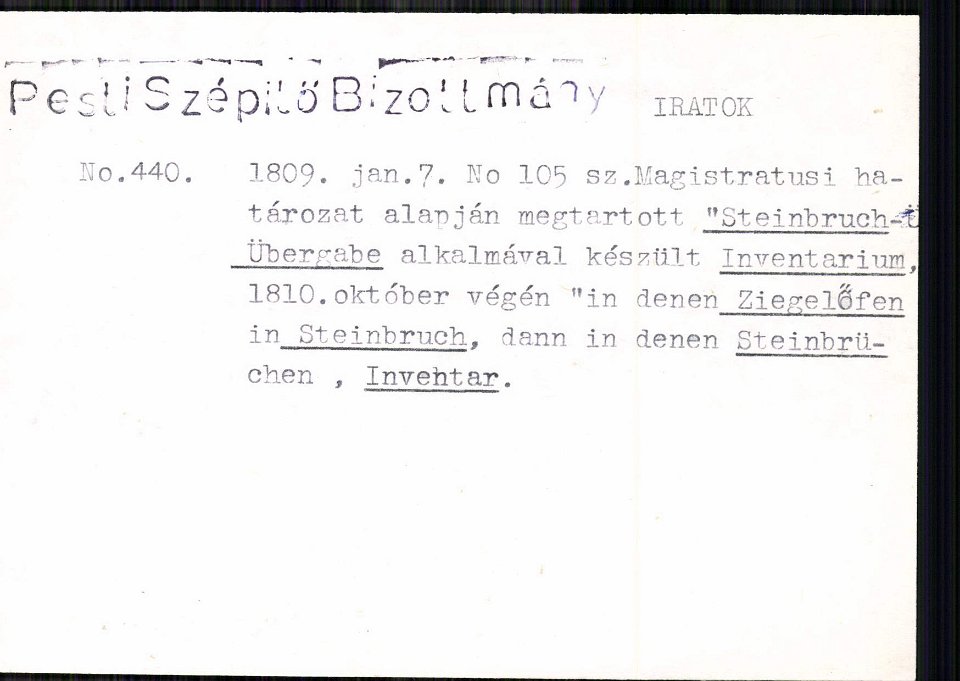 Pesti Szépítő Bizottmány IRATOK
No.440. 1809. jan.7. No 105 sz.Magistratusi ha-
tározat alapján megtartott "Steinbruch-Ü
Übergabe alkalmával készült Inventarium,
1810.október végén "in denen Ziegelőfen
in Steinbruch, dann in denen Steinbrü-
chen , Inventar.